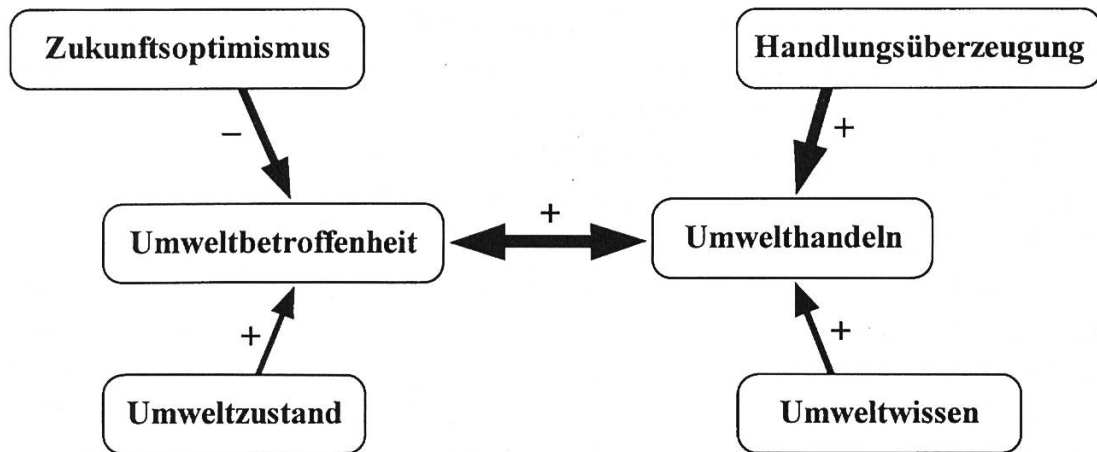 Zukunftsoptimismus
Handlungsüberzeugung
–
+
+
Umweltbetroffenheit
Umwelthandeln
+
+
Umweltzustand
Umweltwissen